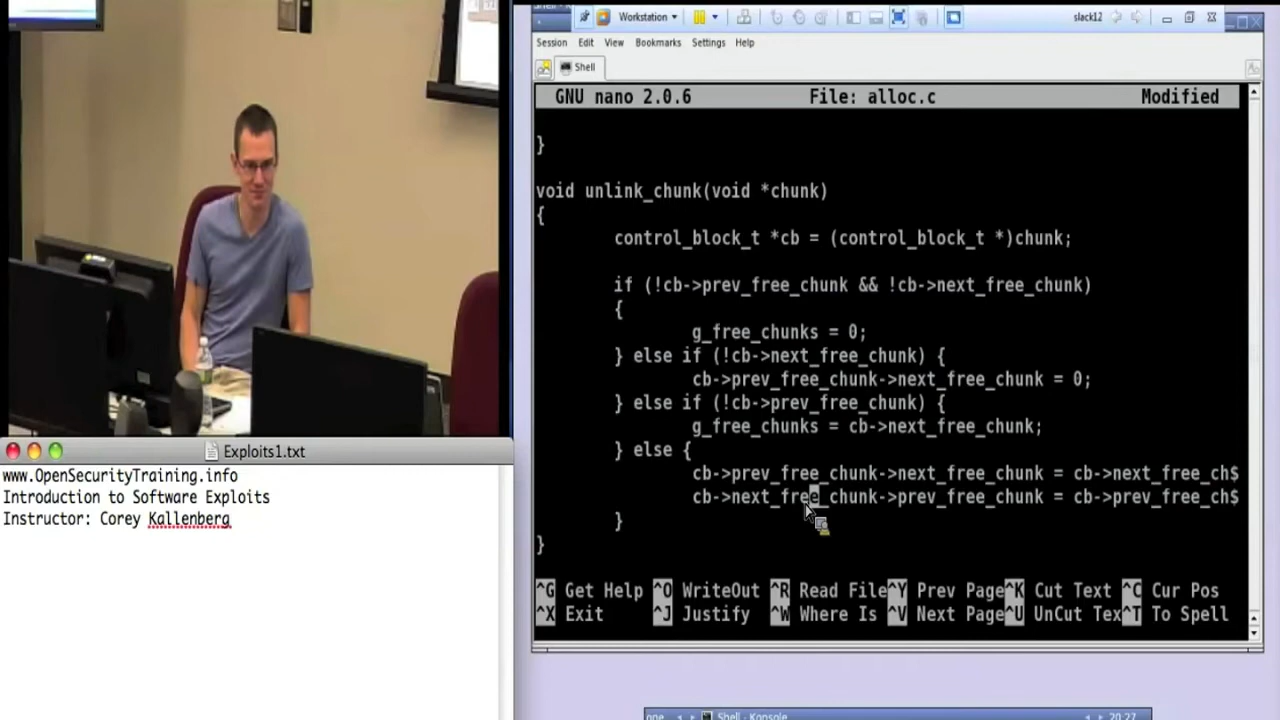 Workstation
slack12
Session Edit View Bookmarks Settings Help
Shell
GNU nano 2.0.6 File: alloc.c Modified
}
void unlink_chunk(void *chunk)
{
control_block_t *cb = (control_block_t *)chunk;
if (!cb->prev_free_chunk && !cb->next_free_chunk)
{
g_free_chunks = 0;
} else if (!cb->next_free_chunk) {
cb->prev_free_chunk->next_free_chunk = 0;
} else if (!cb->prev_free_chunk) {
g_free_chunks = cb->next_free_chunk;
} else {
cb->prev_free_chunk->next_free_chunk = cb->next_free_ch$
cb->next_free_chunk->prev_free_chunk = cb->prev_free_ch$
}
}
^G Get Help ^O WriteOut ^R Read File ^Y Prev Page ^K Cut Text ^C Cur Pos
^X Exit ^J Justify ^W Where Is ^V Next Page ^U UnCut Tex ^T To Spell
Exploits1.txt
www.OpenSecurityTraining.info
Introduction to Software Exploits
Instructor: Corey Kallenberg
Shell - Konsole
20:27